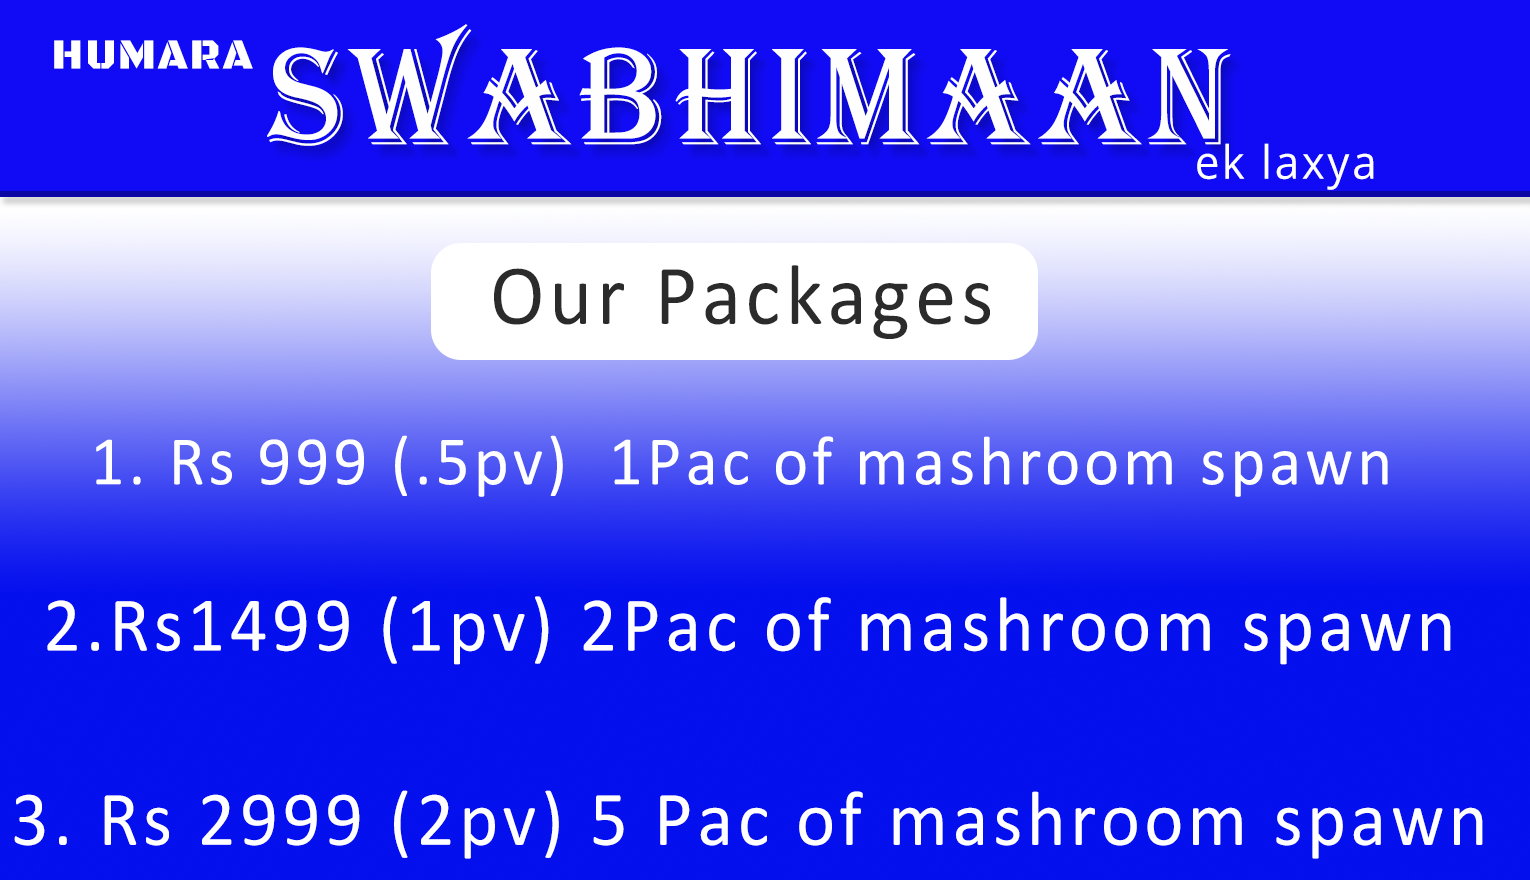 HUMARA SWABHIMAAN
ek laxya
Our Packages
1. Rs 999 (.5pv) 1Pac of mashroom spawn
2.Rs1499 (1pv) 2Pac of mashroom spawn
3. Rs 2999 (2pv) 5 Pac of mashroom spawn